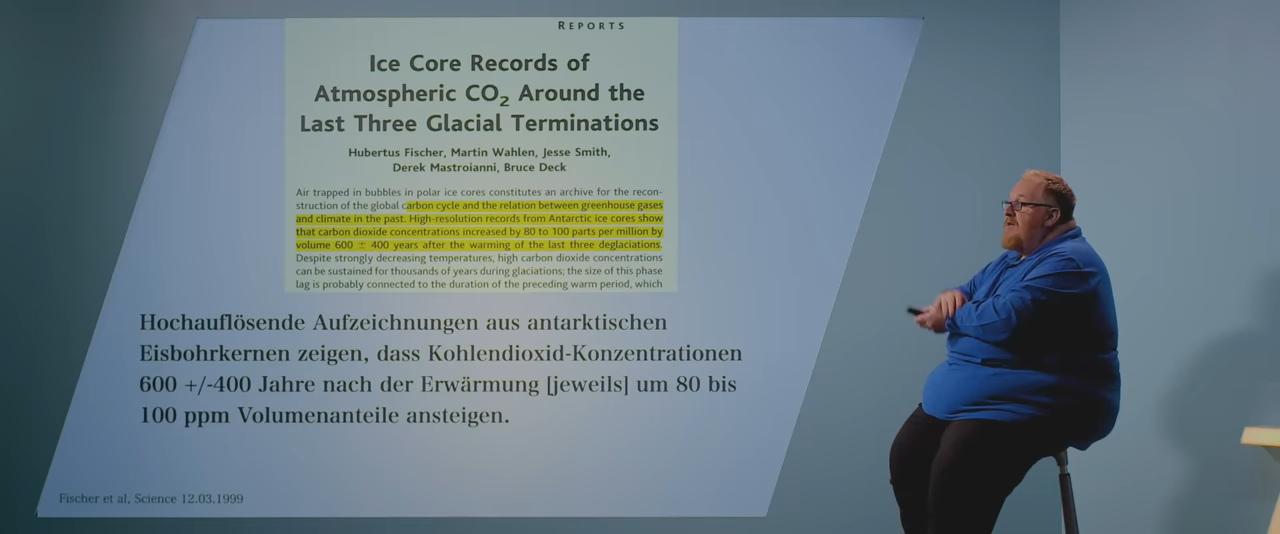 REPORTS
Ice Core Records of
Atmospheric CO₂ Around the
Last Three Glacial Terminations
Hubertus Fischer, Martin Wahlen, Jesse Smith,
Derek Mastroianni, Bruce Deck
Air trapped in bubbles in polar ice cores constitutes an archive for the recon-
struction of the global carbon cycle and the relation between greenhouse gases
and climate in the past. High-resolution records from Antarctic ice cores show
that carbon dioxide concentrations increased by 80 to 100 parts per million by
volume 600 ± 400 years after the warming of the last three deglaciations.
Despite strongly decreasing temperatures, high carbon dioxide concentrations
can be sustained for thousands of years during glaciations; the size of this phase
lag is probably connected to the duration of the preceding warm period, which
Hochauflösende Aufzeichnungen aus antarktischen
Eisbohrkernen zeigen, dass Kohlendioxid-Konzentrationen
600 +/-400 Jahre nach der Erwärmung [jeweils] um 80 bis
100 ppm Volumenanteile ansteigen.
Fischer et al, Science 12.03.1999